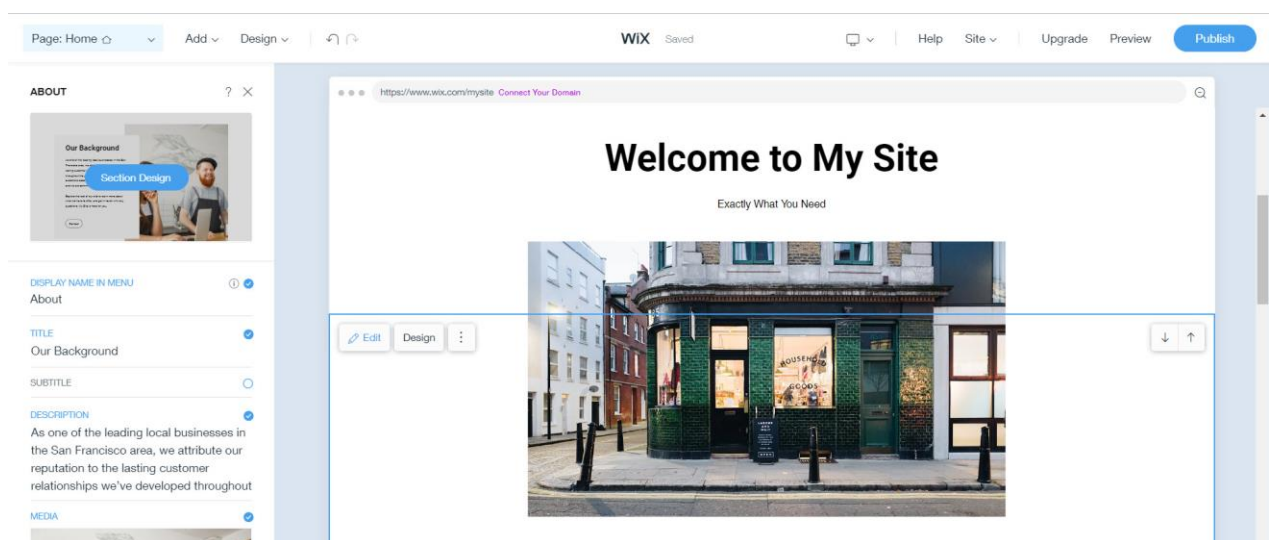 Page: Home
Add
Design
WiX
Saved
Help
Site
Upgrade
Preview
Publish
ABOUT
? ×
Our Background
Section Design
DISPLAY NAME IN MENU
About
TITLE
Our Background
SUBTITLE
DESCRIPTION
As one of the leading local businesses in
the San Francisco area, we attribute our
reputation to the lasting customer
relationships we've developed throughout
MEDIA
https://www.wix.com/mysite Connect Your Domain
Welcome to My Site
Exactly What You Need
Edit
Design
HOUSEHOLD
GOODS